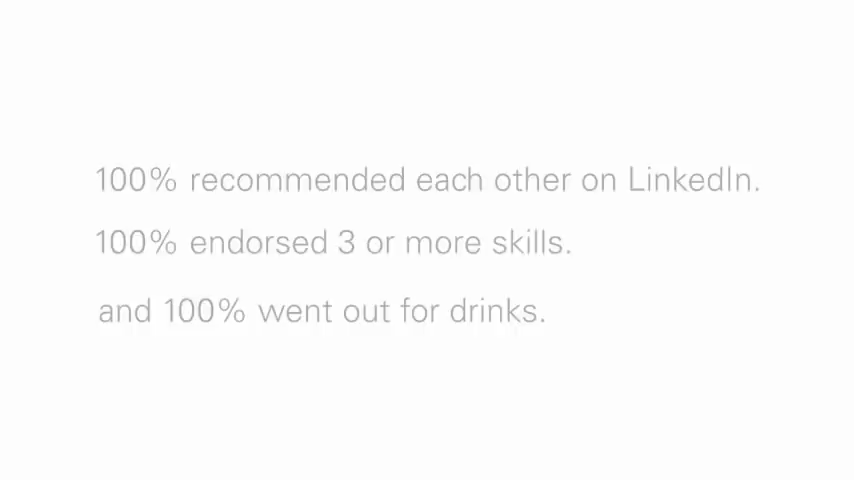 100% recommended each other on LinkedIn.
100% endorsed 3 or more skills.
and 100% went out for drinks.